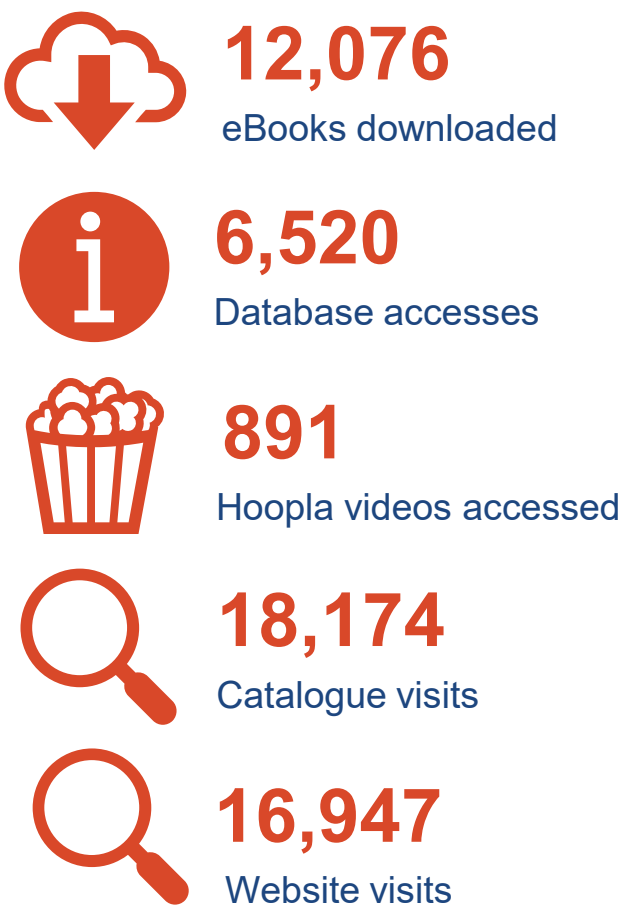 12,076
eBooks downloaded
i
6,520
Database accesses
891
Hoopla videos accessed
18,174
Catalogue visits
16,947
Website visits